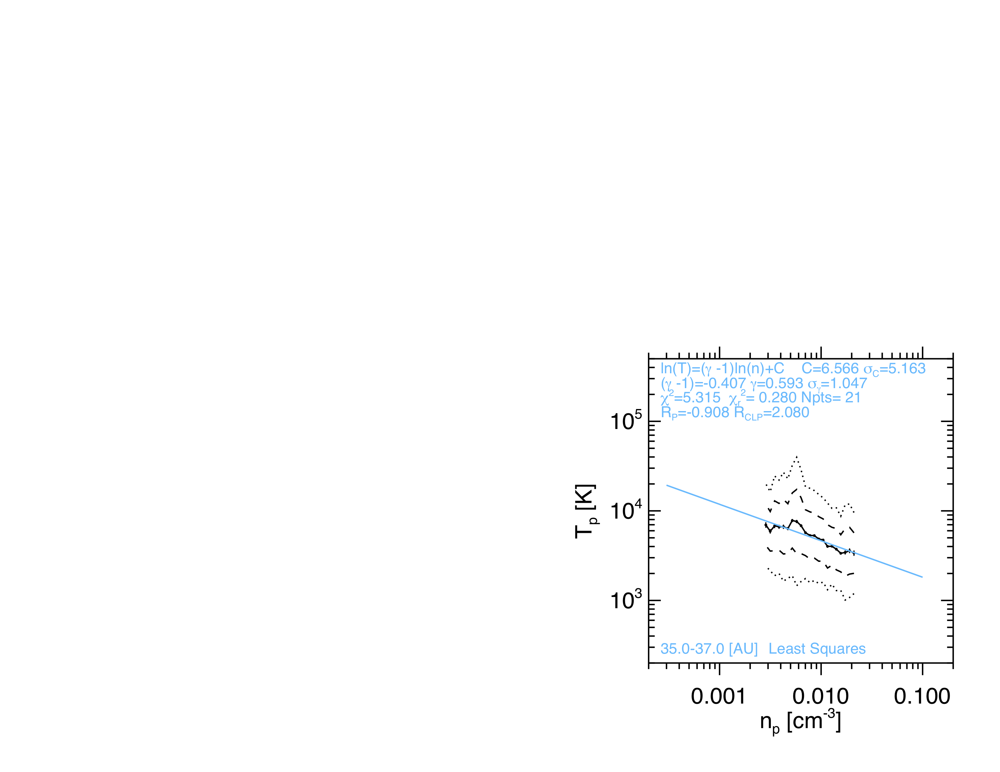 ln(T)=(γ -1)ln(n)+C C=6.566 σC=5.163
(γ -1)=-0.407 γ=0.593 σγ=1.047
χ²=5.315 χr²= 0.280 Npts= 21
RP=-0.908 RCLP=2.080
10⁵
10⁴
10³
Tp [K]
35.0-37.0 [AU] Least Squares
0.001 0.010 0.100
np [cm⁻³]